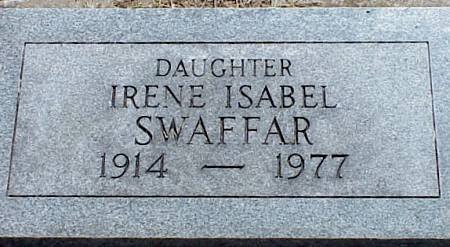 DAUGHTER
IRENE ISABEL
SWAFFAR
1914 — 1977